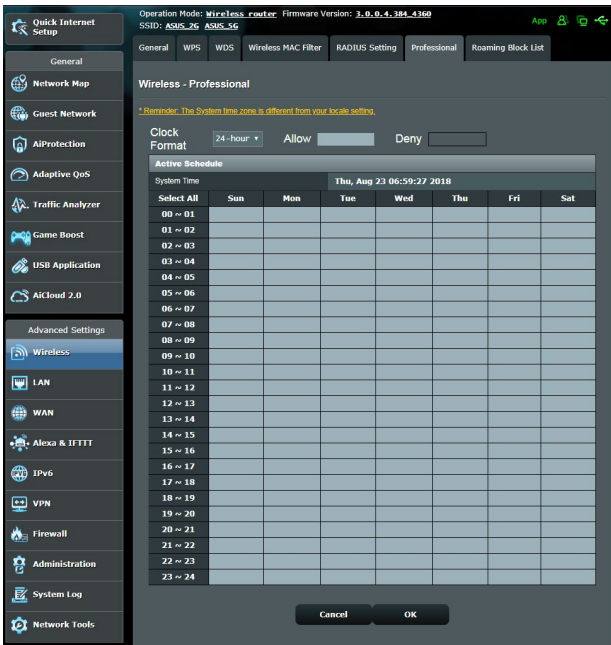 Quick Internet
Setup
General
Network Map
Guest Network
AiProtection
Adaptive QoS
Traffic Analyzer
Game Boost
USB Application
AiCloud 2.0
Advanced Settings
Wireless
LAN
WAN
Alexa & IFTTT
IPv6
VPN
Firewall
Administration
System Log
Network Tools
Operation Mode: Wireless router Firmware Version: 3.0.0.4.384_4360
SSID: ASUS_2G ASUS_5G
App
General WPS WDS Wireless MAC Filter RADIUS Setting Professional Roaming Block List
Wireless - Professional
* Reminder: The System time zone is different from your locale setting.
Clock
Format 24-hour Allow Deny
Active Schedule
System Time Thu, Aug 23 06:59:27 2018
Select All Sun Mon Tue Wed Thu Fri Sat
00 ~ 01
01 ~ 02
02 ~ 03
03 ~ 04
04 ~ 05
05 ~ 06
06 ~ 07
07 ~ 08
08 ~ 09
09 ~ 10
10 ~ 11
11 ~ 12
12 ~ 13
13 ~ 14
14 ~ 15
15 ~ 16
16 ~ 17
17 ~ 18
18 ~ 19
19 ~ 20
20 ~ 21
21 ~ 22
22 ~ 23
23 ~ 24
Cancel OK